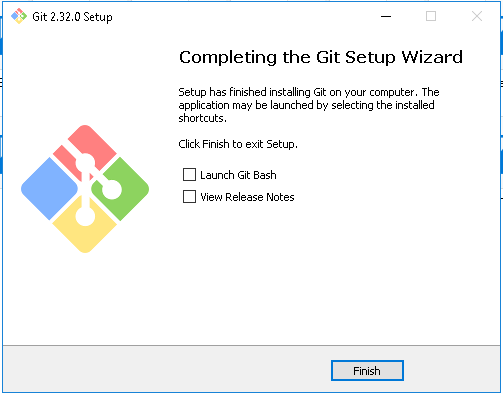 Git 2.32.0 Setup
Completing the Git Setup Wizard
Setup has finished installing Git on your computer. The
application may be launched by selecting the installed
shortcuts.
Click Finish to exit Setup.
Launch Git Bash
View Release Notes
Finish